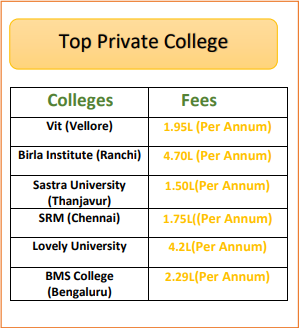 Top Private College
Colleges Fees
Vit (Vellore) 1.95L(Per Annum)
Birla Institute (Ranchi) 4.70L (Per Annum)
Sastra University
(Thanjavur) 1.50L(Per Annum)
SRM (Chennai) 1.75L((Per Annum)
Lovely University 4.2L(Per Annum)
BMS College
(Bengaluru) 2.29L(Per Annum)